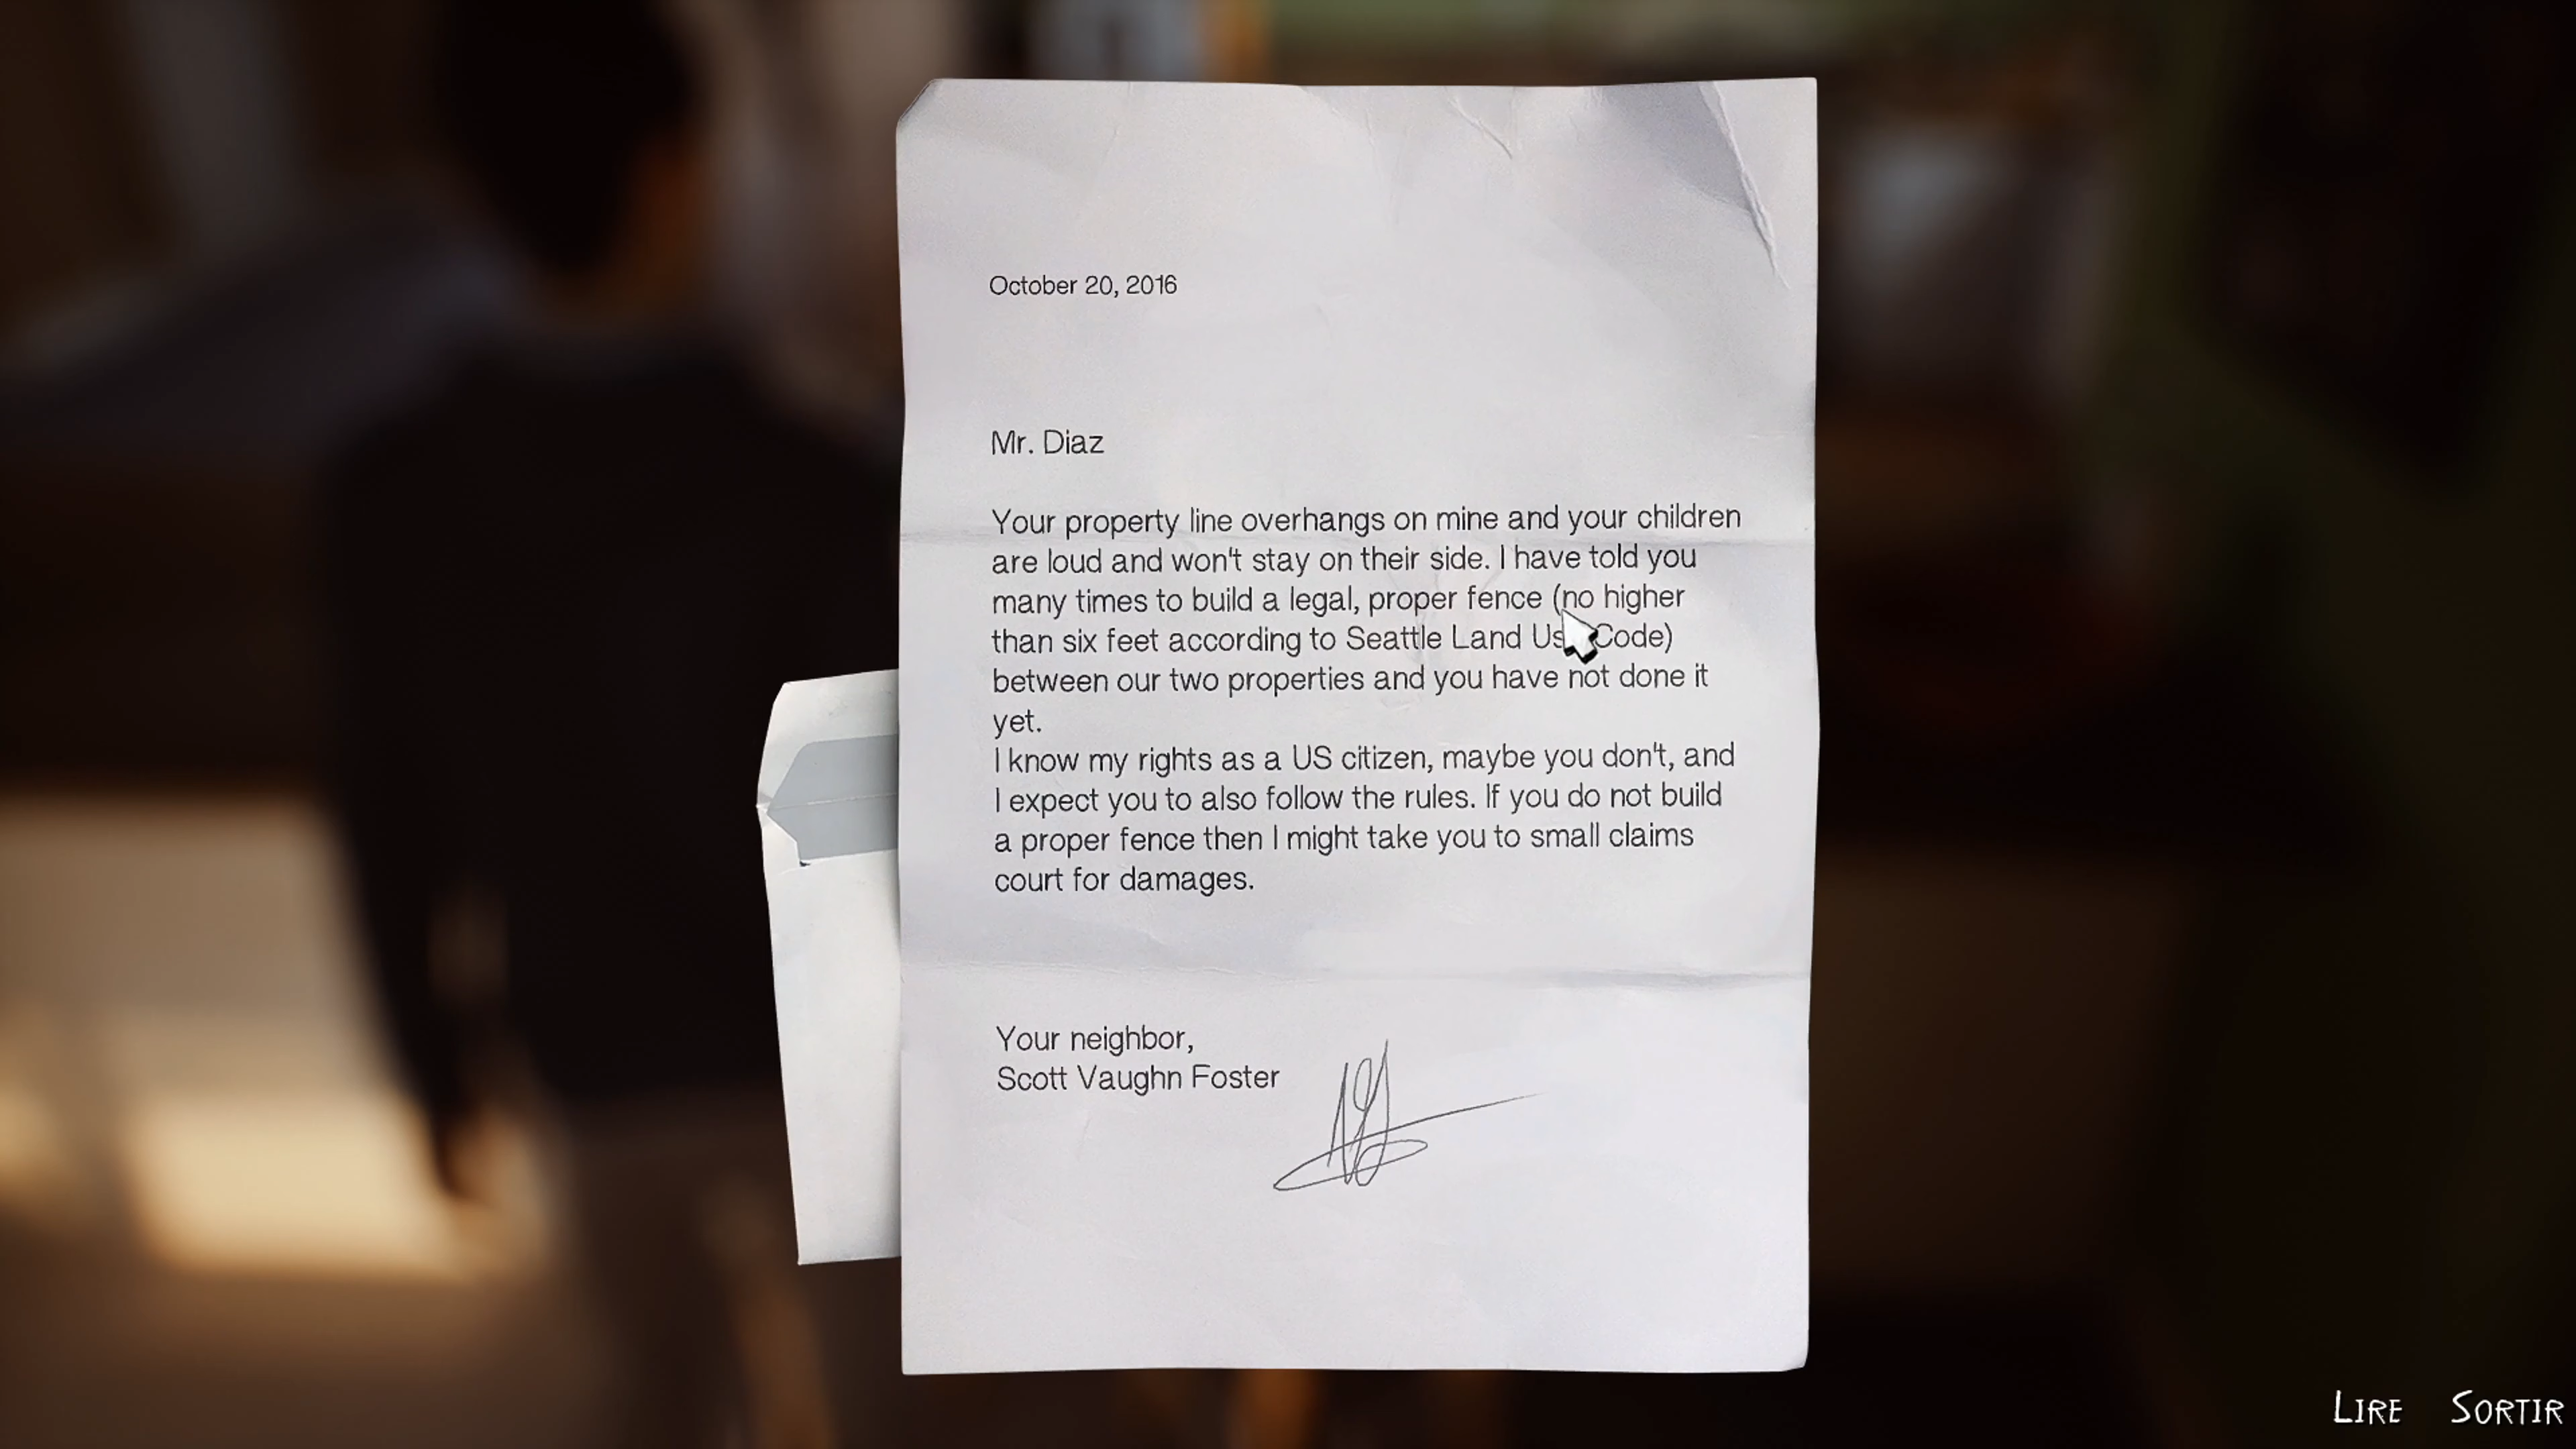 October 20, 2016
Mr. Diaz
Your property line overhangs on mine and your children
are loud and won't stay on their side. I have told you
many times to build a legal, proper fence (no higher
than six feet according to Seattle Land Us Code)
between our two properties and you have not done it
yet.
I know my rights as a US citizen, maybe you don't, and
I expect you to also follow the rules. If you do not build
a proper fence then I might take you to small claims
court for damages.
Your neighbor,
Scott Vaughn Foster
LIRE SORTIR